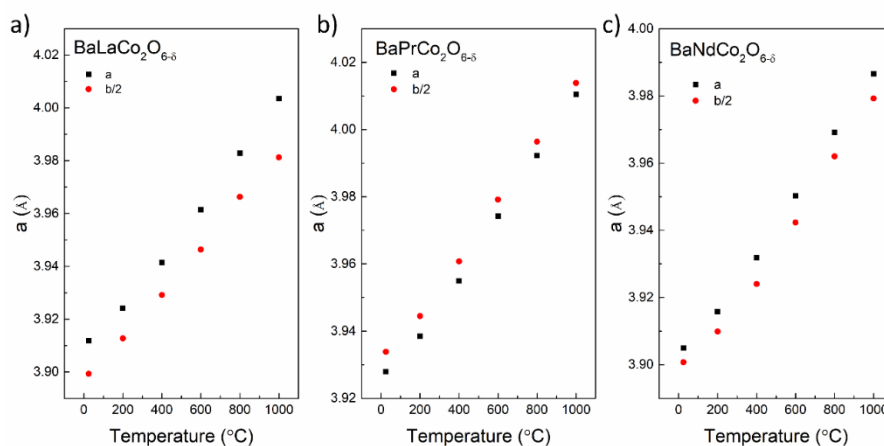 a)
BaLaCo₂O₆₋δ
a
b/2
4.02
4.00
3.98
3.96
3.94
3.92
3.90
a (Å)
0 200 400 600 800 1000
Temperature (°C)
b)
BaPrCo₂O₆₋δ
a
b/2
4.02
4.00
3.98
3.96
3.94
3.92
0 200 400 600 800 1000
Temperature (°C)
c)
BaNdCo₂O₆₋δ
a
b/2
4.00
3.98
3.96
3.94
3.92
3.90
0 200 400 600 800 1000
Temperature (°C)